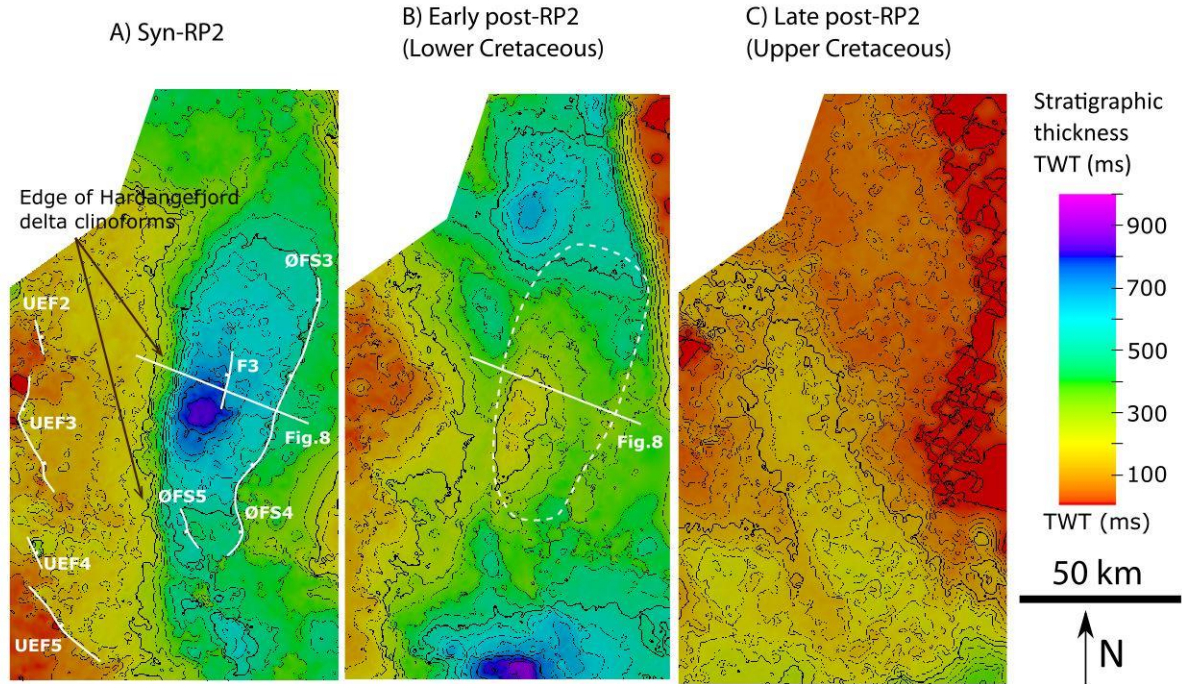 A) Syn-RP2
B) Early post-RP2
(Lower Cretaceous)
C) Late post-RP2
(Upper Cretaceous)
Edge of Hardangefjord
delta clinoforms
UEF2
UEF3
UEF4
UEF5
ØFS3
F3
Fig.8
ØFS5
ØFS4
Fig.8
Stratigraphic
thickness
TWT (ms)
900
700
500
300
100
TWT (ms)
50 km
N